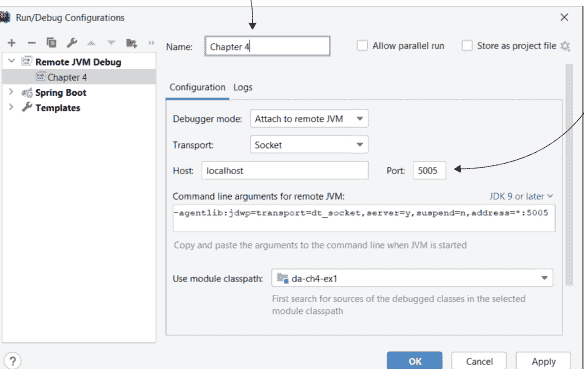 Run/Debug Configurations
Name: Chapter 4
Allow parallel run
Store as project file
Remote JVM Debug
Chapter 4
Spring Boot
Templates
Configuration Logs
Debugger mode: Attach to remote JVM
Transport: Socket
Host: localhost Port: 5005
Command line arguments for remote JVM: JDK 9 or later
-agentlib:jdwp=transport=dt_socket,server=y,suspend=n,address=*:5005
Copy and paste the arguments to the command line when JVM is started
Use module classpath: da-ch4-ex1
First search for sources of the debugged classes in the selected
module classpath
? OK Cancel Apply